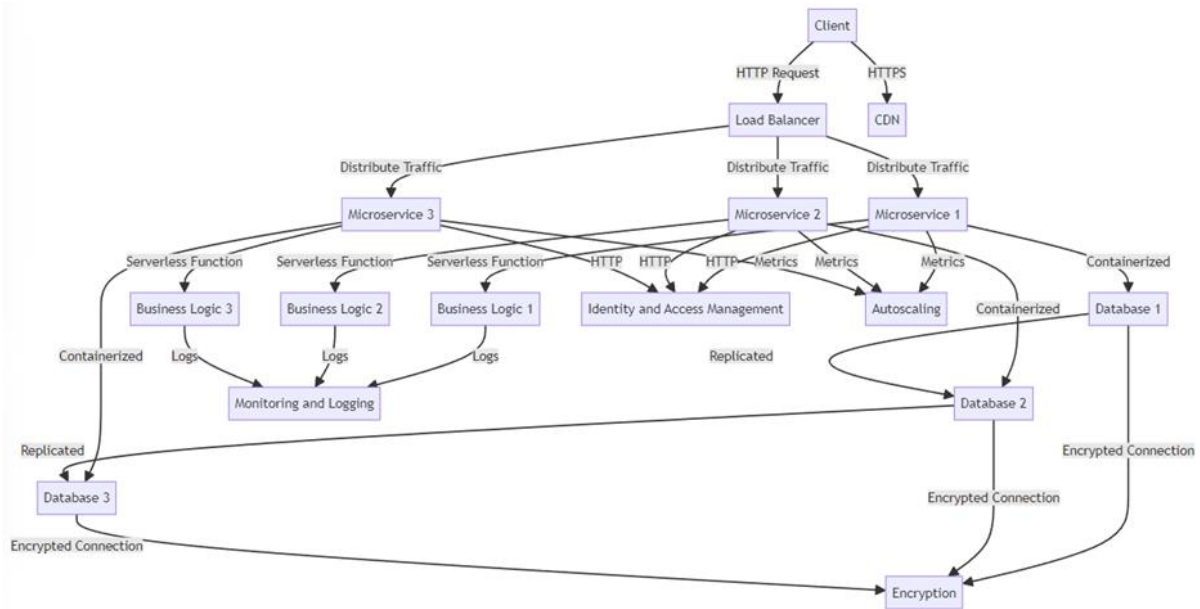 Client
HTTP Request
HTTPS
Load Balancer
CDN
Distribute Traffic
Distribute Traffic
Distribute Traffic
Microservice 3
Microservice 2
Microservice 1
Serverless Function
Serverless Function
Serverless Function
HTTP
HTTP
HTTP
Metrics
Metrics
Metrics
Containerized
Business Logic 3
Business Logic 2
Business Logic 1
Identity and Access Management
Autoscaling
Containerized
Database 1
Containerized
Logs
Logs
Logs
Replicated
Monitoring and Logging
Database 2
Replicated
Encrypted Connection
Database 3
Encrypted Connection
Encrypted Connection
Encryption